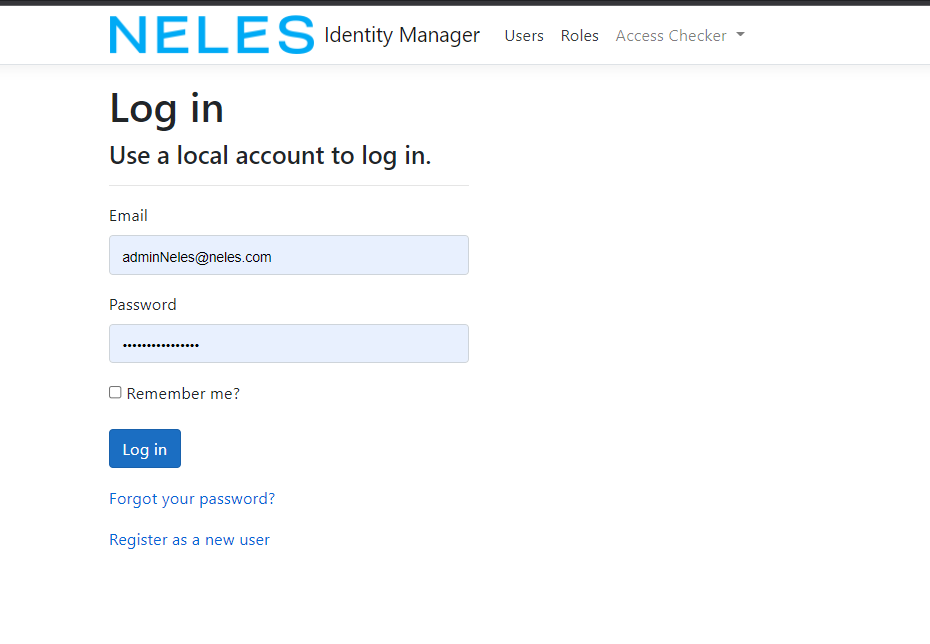 NELES Identity Manager Users Roles Access Checker
Log in
Use a local account to log in.
Email
adminNeles@neles.com
Password
••••••••••••••••
Remember me?
Log in
Forgot your password?
Register as a new user